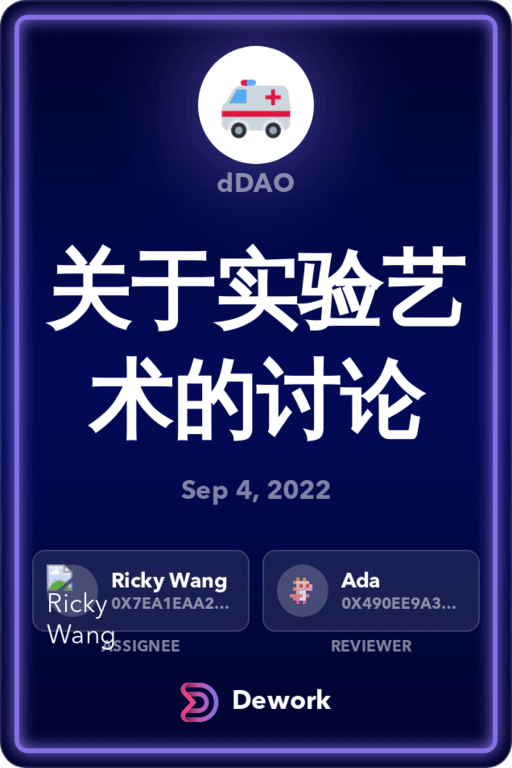 dDAO
关于实验艺
术的讨论
Sep 4, 2022
Ricky Wang
0X7EA1EAA2...
Ricky
Wang
ASSIGNEE
Ada
0X490EE9A3...
REVIEWER
Dework